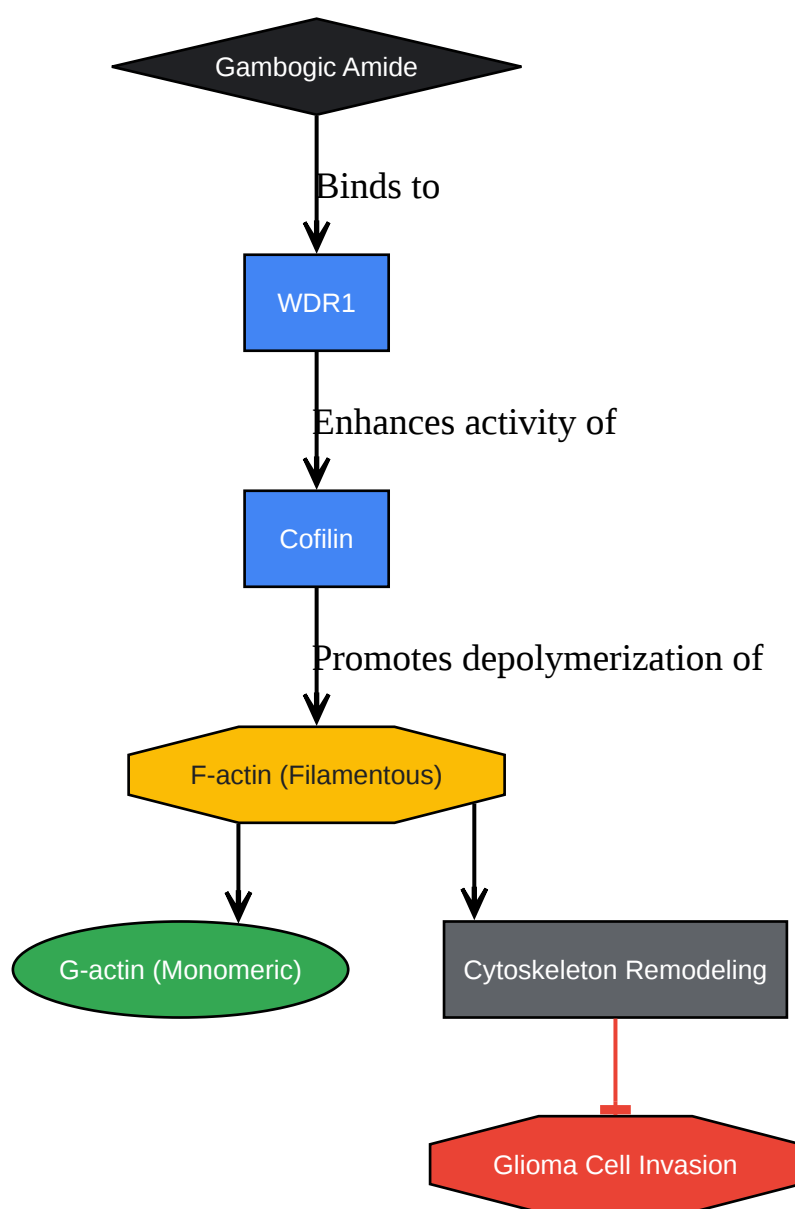 Gambogic Amide
Binds to
WDR1
Enhances activity of
Cofilin
Promotes depolymerization of
F-actin (Filamentous)
G-actin (Monomeric)
Cytoskeleton Remodeling
Glioma Cell Invasion